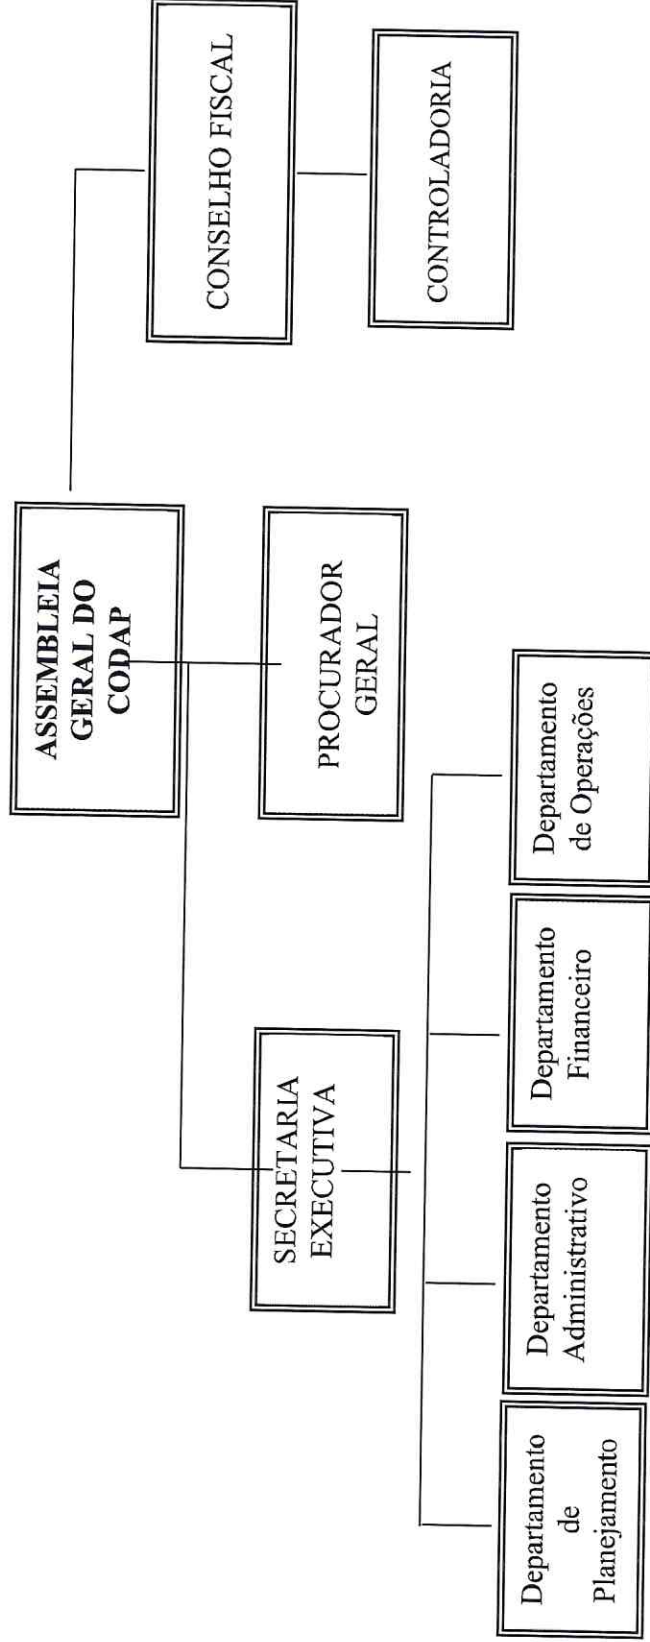 ASSEMBLEIA
GERAL DO
CODAP
CONSELHO FISCAL
CONTROLADORIA
PROCURADOR
GERAL
SECRETARIA
EXECUTIVA
Departamento
de
Planejamento
Departamento
Administrativo
Departamento
Financeiro
Departamento
de Operações